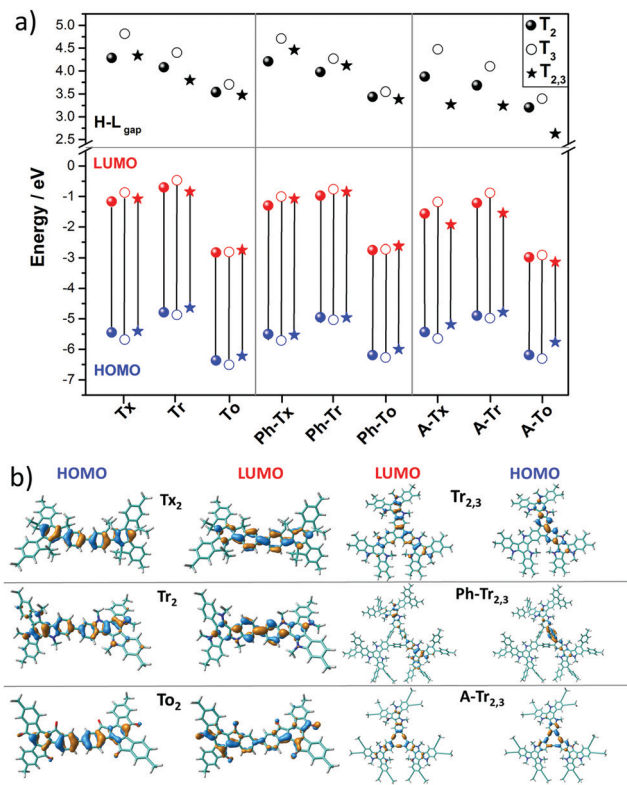 a)
5.0
4.5
4.0
3.5
3.0
2.5
H-L gap
T2
T3
T2,3
LUMO
0
-1
-2
-3
-4
-5
-6
-7
HOMO
Energy / eV
Tx Tr To Ph-Tx Ph-Tr Ph-To A-Tx A-Tr A-To
b)
HOMO LUMO LUMO HOMO
Tx2 Tr2,3
Tr2 Ph-Tr2,3
To2 A-Tr2,3